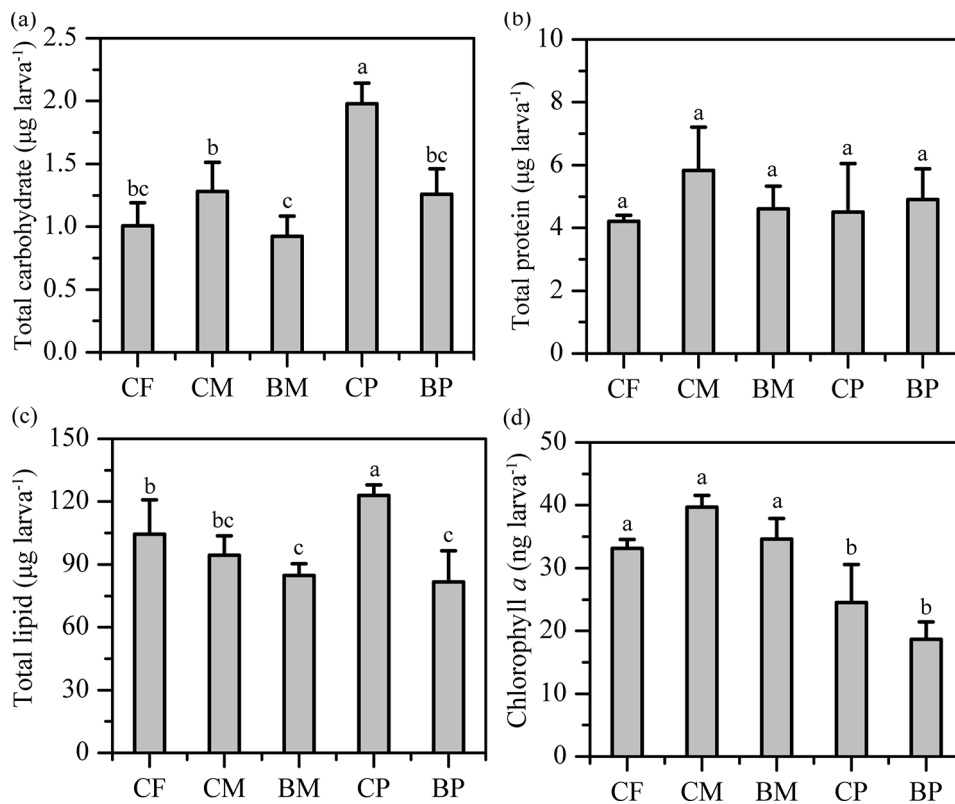 (a)
Total carbohydrate (μg larva⁻¹)
2.5
2.0
1.5
1.0
0.5
0.0
bc
b
c
a
bc
CF CM BM CP BP
(b)
Total protein (μg larva⁻¹)
10
8
6
4
2
0
a
a
a
a
a
CF CM BM CP BP
(c)
Total lipid (μg larva⁻¹)
150
120
90
60
30
0
b
bc
c
a
c
CF CM BM CP BP
(d)
Chlorophyll a (ng larva⁻¹)
50
40
30
20
10
0
a
a
a
b
b
CF CM BM CP BP